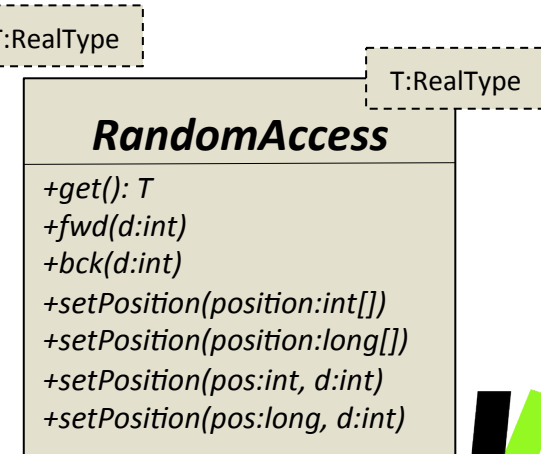 :RealType
T:RealType
RandomAccess
+get(): T
+fwd(d:int)
+bck(d:int)
+setPosition(position:int[])
+setPosition(position:long[])
+setPosition(pos:int, d:int)
+setPosition(pos:long, d:int)